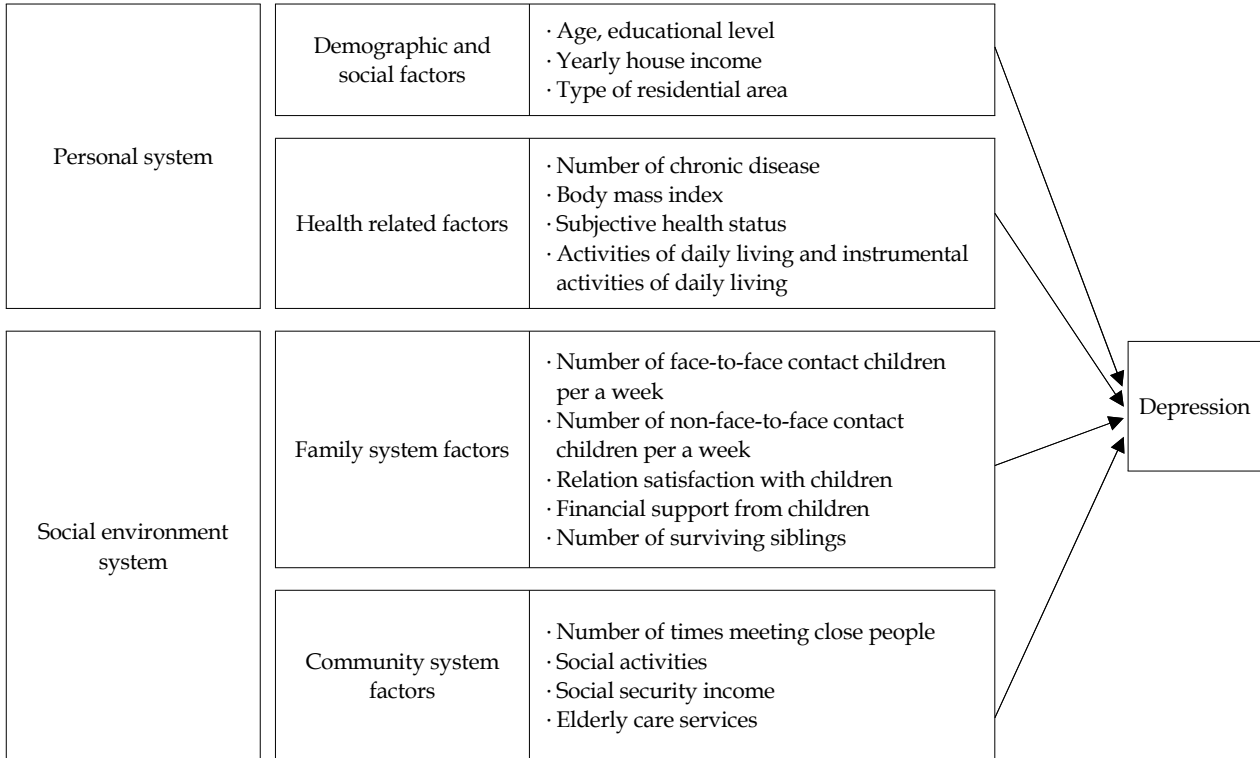 Personal system
Demographic and
social factors
· Age, educational level
· Yearly house income
· Type of residential area
Health related factors
· Number of chronic disease
· Body mass index
· Subjective health status
· Activities of daily living and instrumental
activities of daily living
Social environment
system
Family system factors
· Number of face-to-face contact children
per a week
· Number of non-face-to-face contact
children per a week
· Relation satisfaction with children
· Financial support from children
· Number of surviving siblings
Community system
factors
· Number of times meeting close people
· Social activities
· Social security income
· Elderly care services
Depression